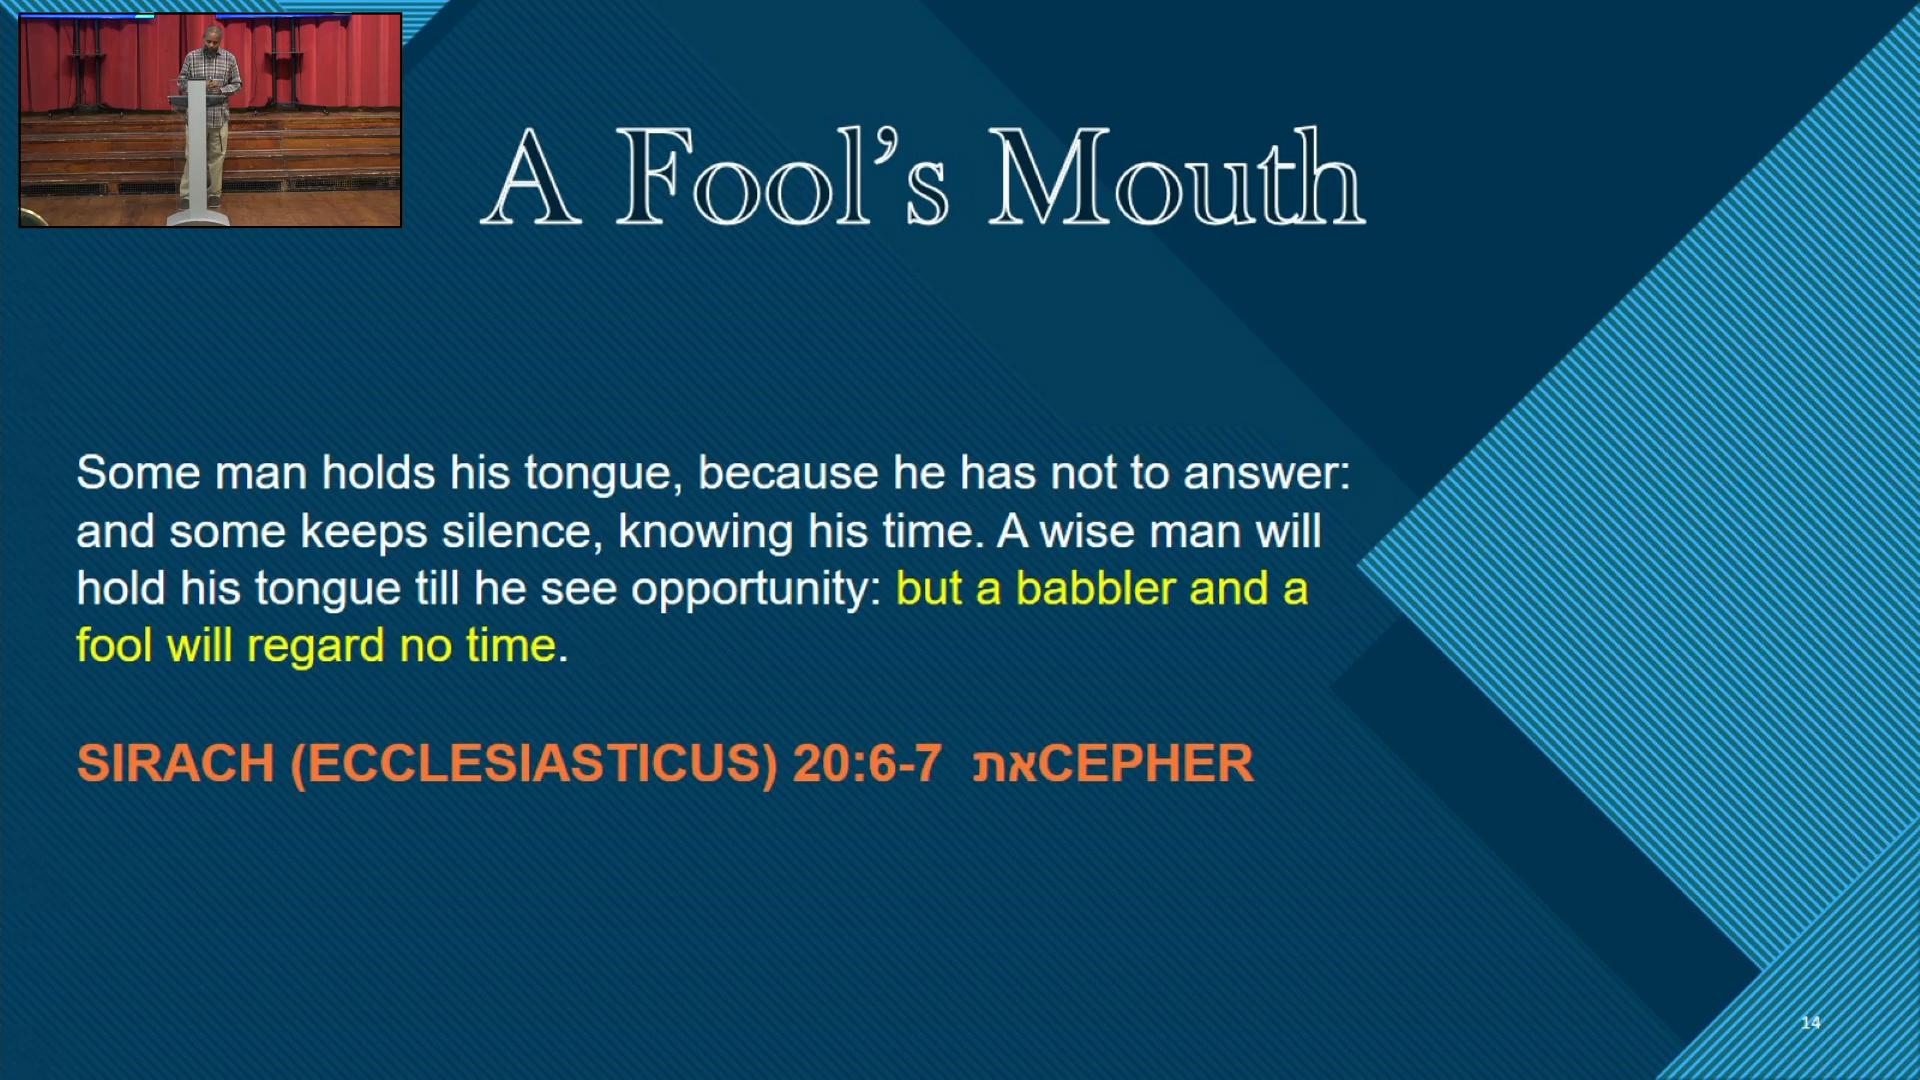 A Fool’s Mouth
Some man holds his tongue, because he has not to answer:
and some keeps silence, knowing his time. A wise man will
hold his tongue till he see opportunity: but a babbler and a
fool will regard no time.
SIRACH (ECCLESIASTICUS) 20:6-7 את CEPHER
14